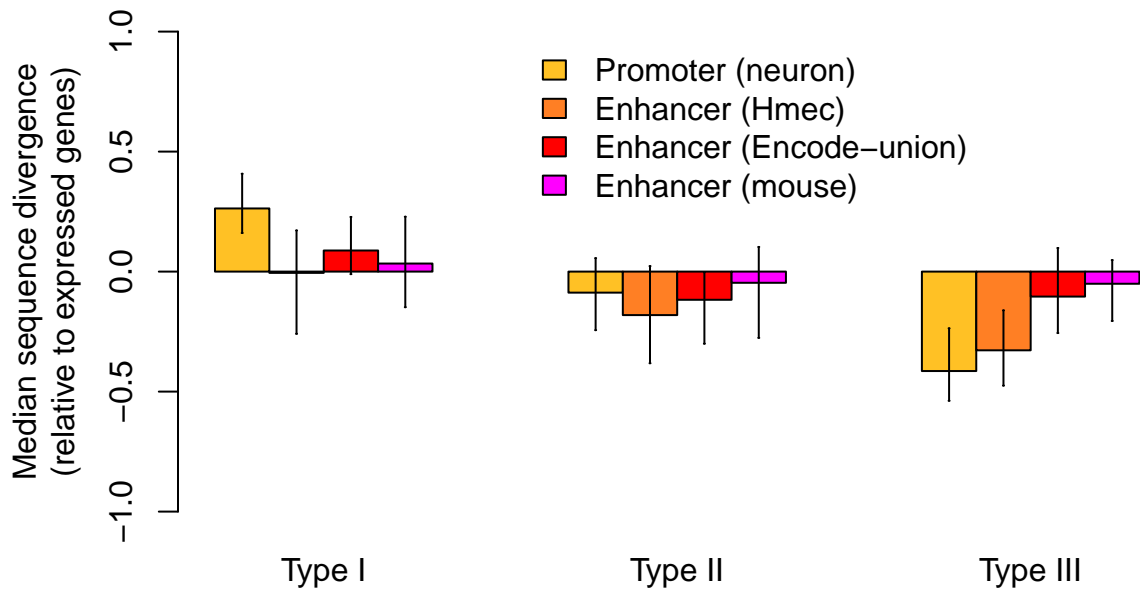 Median sequence divergence
(relative to expressed genes)
1.0
0.5
0.0
−0.5
−1.0
Promoter (neuron)
Enhancer (Hmec)
Enhancer (Encode−union)
Enhancer (mouse)
Type I
Type II
Type III